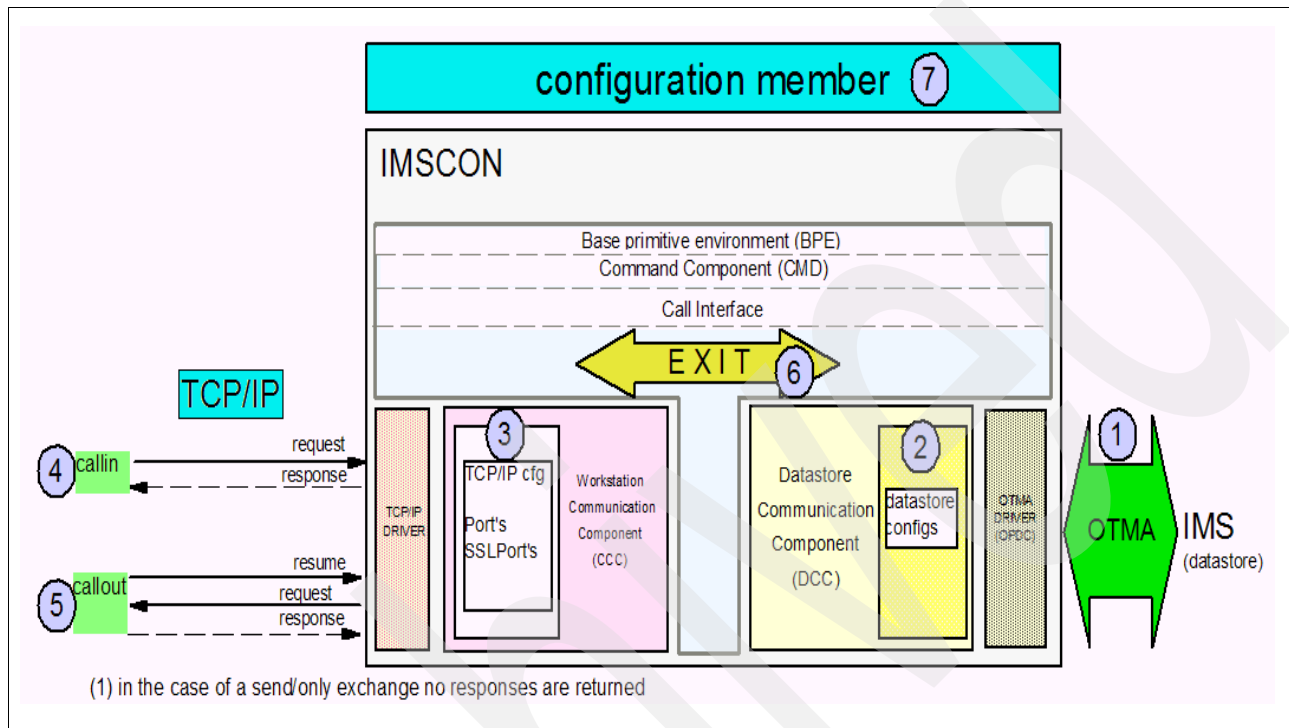 configuration member 7
IMSCON
Base primitive environment (BPE)
Command Component (CMD)
Call Interface
E X I T
6
TCP/IP
4
callin
request
response
5
callout
resume
request
response
TCP/IP
DRIVER
3
TCP/IP cfg
Port's
SSLPort's
Workstation
Communication
Component
(CCC)
Datastore
Communication
Component
(DCC)
2
datastore
configs
OTMA
DRIVER
1
OTMA
IMS
(datastore)
(1) in the case of a send/only exchange no responses are returned